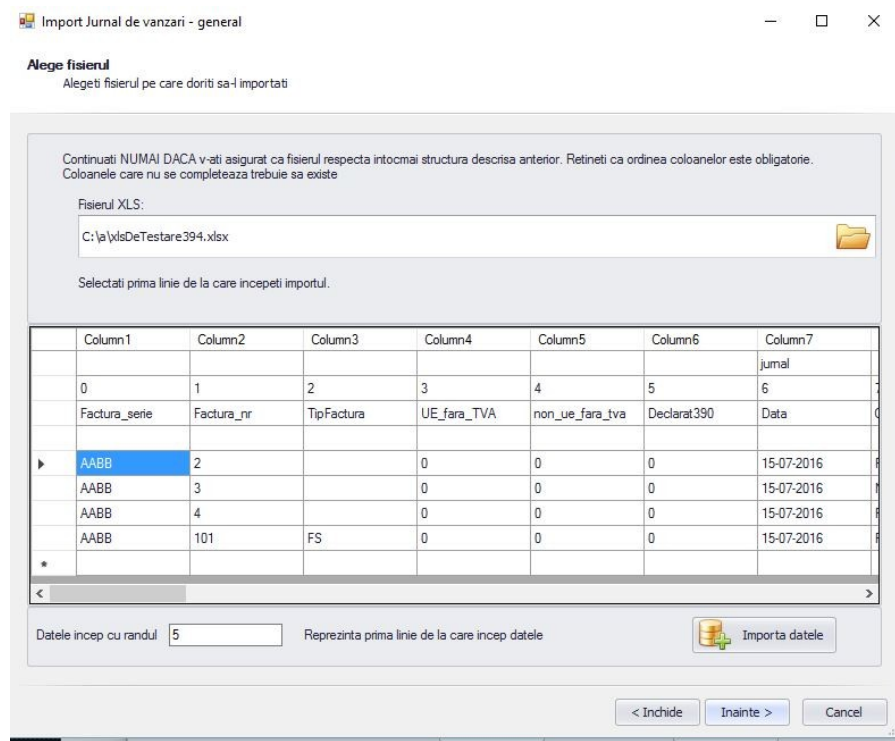 Import Jurnal de vanzari - general
Alege fisierul
Alegeti fisierul pe care doriti sa-l importati
Continuati NUMAI DACA v-ati asigurat ca fisierul respecta intocmai structura descrisa anterior. Retineti ca ordinea coloanelor este obligatorie.
Coloanele care nu se completeaza trebuie sa existe
Fisierul XLS:
C:\a\xlsDeTestare394.xlsx
Selectati prima linie de la care incepeti importul.
Column1 Column2 Column3 Column4 Column5 Column6 Column7
jurnal
0 1 2 3 4 5 6
Factura_serie Factura_nr TipFactura UE_fara_TVA non_ue_fara_tva Declarat390 Data
AABB 2 0 0 0 15-07-2016
AABB 3 0 0 0 15-07-2016
AABB 4 0 0 0 15-07-2016
AABB 101 FS 0 0 0 15-07-2016
*
Datele incep cu randul 5 Reprezinta prima linie de la care incep datele Importa datele
< Inchide Inainte > Cancel